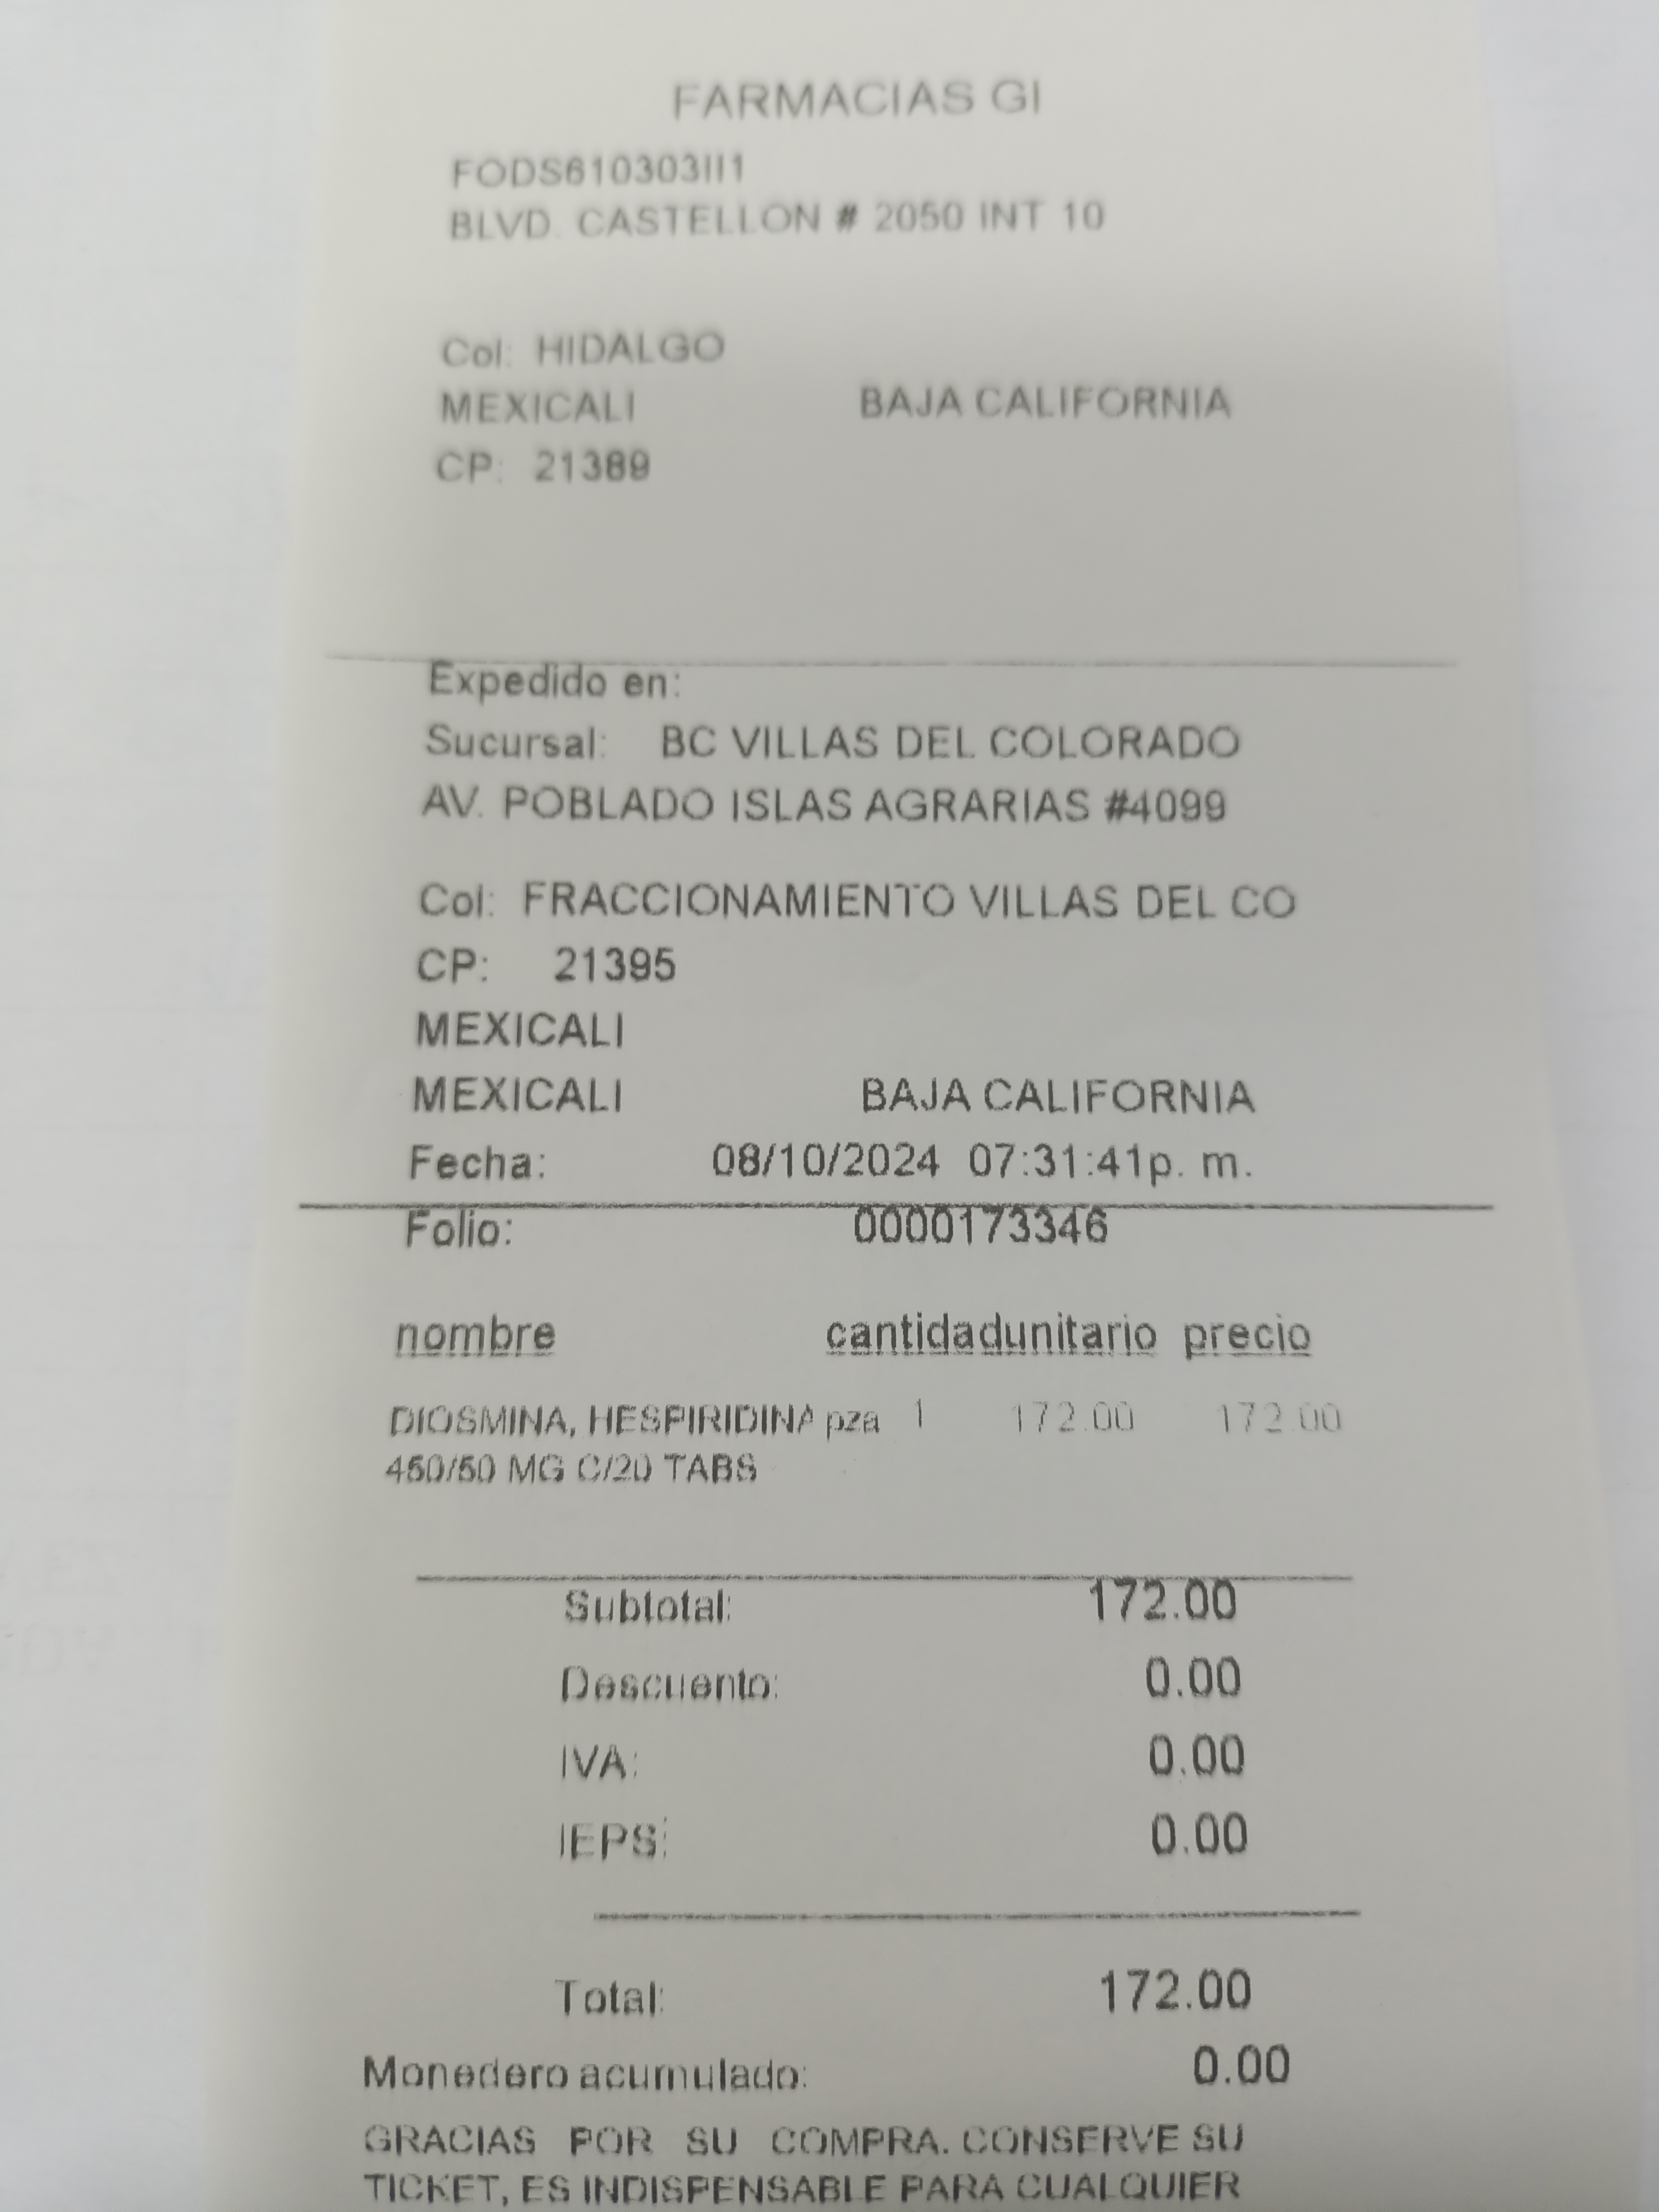 FARMACIAS GI
FODS610303II1
BLVD. CASTELLON # 2050 INT 10
Col: HIDALGO
MEXICALI BAJA CALIFORNIA
CP: 21389
Expedido en:
Sucursal: BC VILLAS DEL COLORADO
AV. POBLADO ISLAS AGRARIAS #4099
Col: FRACCIONAMIENTO VILLAS DEL CO
CP: 21395
MEXICALI
MEXICALI BAJA CALIFORNIA
Fecha: 08/10/2024 07:31:41p. m.
Folio: 0000173346
nombre cantidadunitario precio
DIOSMINA, HESPIRIDINA pza 1 172.00 172.00
450/50 MG C/20 TABS
Subtotal: 172.00
Descuento: 0.00
IVA: 0.00
IEPS: 0.00
Total: 172.00
Monedero acumulado: 0.00
GRACIAS POR SU COMPRA. CONSERVE SU
TICKET, ES INDISPENSABLE PARA CUALQUIER